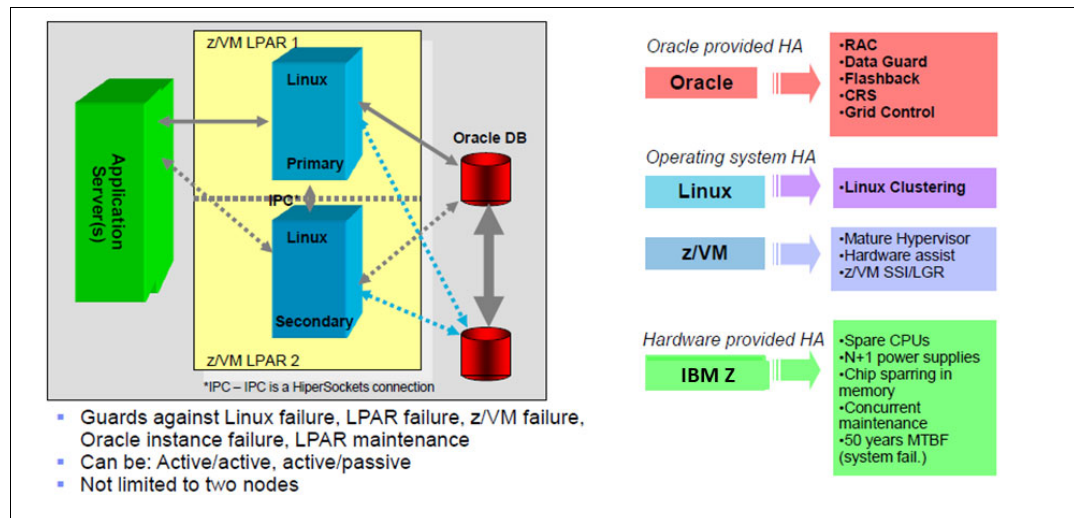 z/VM LPAR 1
Linux
Primary
Application
Server(s)
IPC*
Linux
Secondary
z/VM LPAR 2
Oracle DB
*IPC – IPC is a HiperSockets connection
▪ Guards against Linux failure, LPAR failure, z/VM failure,
Oracle instance failure, LPAR maintenance
▪ Can be: Active/active, active/passive
▪ Not limited to two nodes
Oracle provided HA
Oracle
•RAC
•Data Guard
•Flashback
•CRS
•Grid Control
Operating system HA
Linux
•Linux Clustering
z/VM
•Mature Hypervisor
•Hardware assist
•z/VM SSI/LGR
Hardware provided HA
IBM Z
•Spare CPUs
•N+1 power supplies
•Chip sparring in
memory
•Concurrent
maintenance
•50 years MTBF
(system fail.)